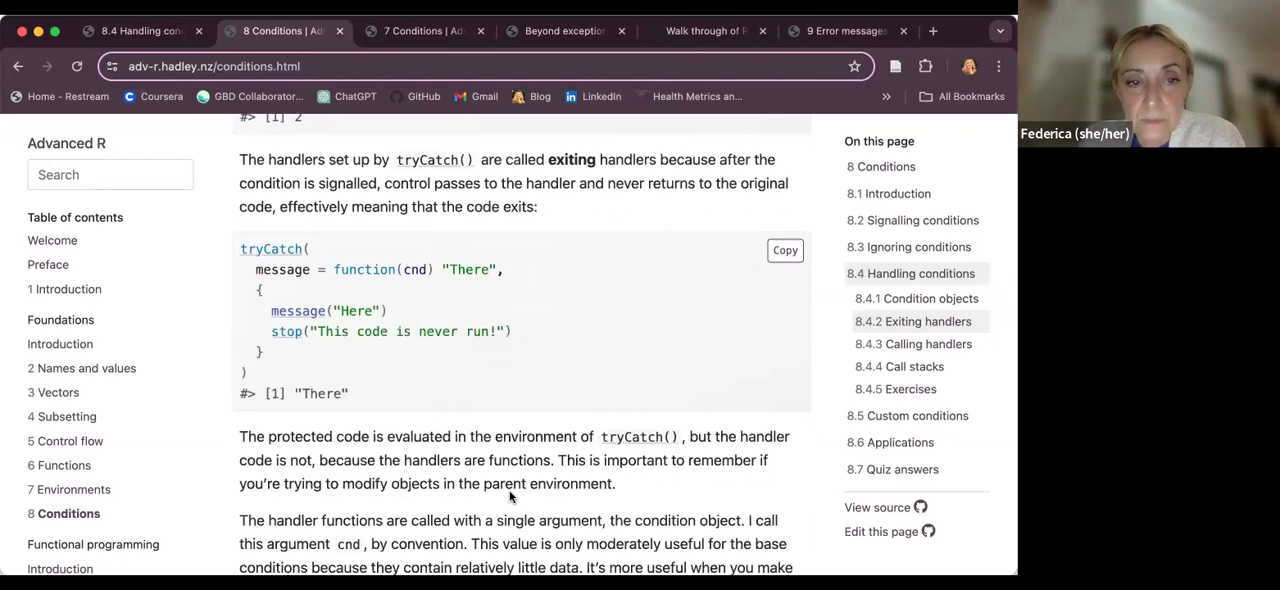 8.4 Handling con
8 Conditions | Ad
7 Conditions | Ad
Beyond exception
Walk through of R
9 Error messages
adv-r.hadley.nz/conditions.html
Home - Restream
Coursera
GBD Collaborator...
ChatGPT
GitHub
Gmail
Blog
LinkedIn
Health Metrics an...
»
All Bookmarks
Federica (she/her)
Advanced R
Search
Table of contents
Welcome
Preface
1 Introduction
Foundations
Introduction
2 Names and values
3 Vectors
4 Subsetting
5 Control flow
6 Functions
7 Environments
8 Conditions
Functional programming
Introduction
#> [1] 2
The handlers set up by tryCatch() are called exiting handlers because after the
condition is signalled, control passes to the handler and never returns to the original
code, effectively meaning that the code exits:
Copy
tryCatch(
  message = function(cnd) "There",
  {
    message("Here")
    stop("This code is never run!")
  }
)
#> [1] "There"
The protected code is evaluated in the environment of tryCatch(), but the handler
code is not, because the handlers are functions. This is important to remember if
you’re trying to modify objects in the parent environment.
The handler functions are called with a single argument, the condition object. I call
this argument cnd, by convention. This value is only moderately useful for the base
conditions because they contain relatively little data. It’s more useful when you make
On this page
8 Conditions
8.1 Introduction
8.2 Signalling conditions
8.3 Ignoring conditions
8.4 Handling conditions
8.4.1 Condition objects
8.4.2 Exiting handlers
8.4.3 Calling handlers
8.4.4 Call stacks
8.4.5 Exercises
8.5 Custom conditions
8.6 Applications
8.7 Quiz answers
View source
Edit this page